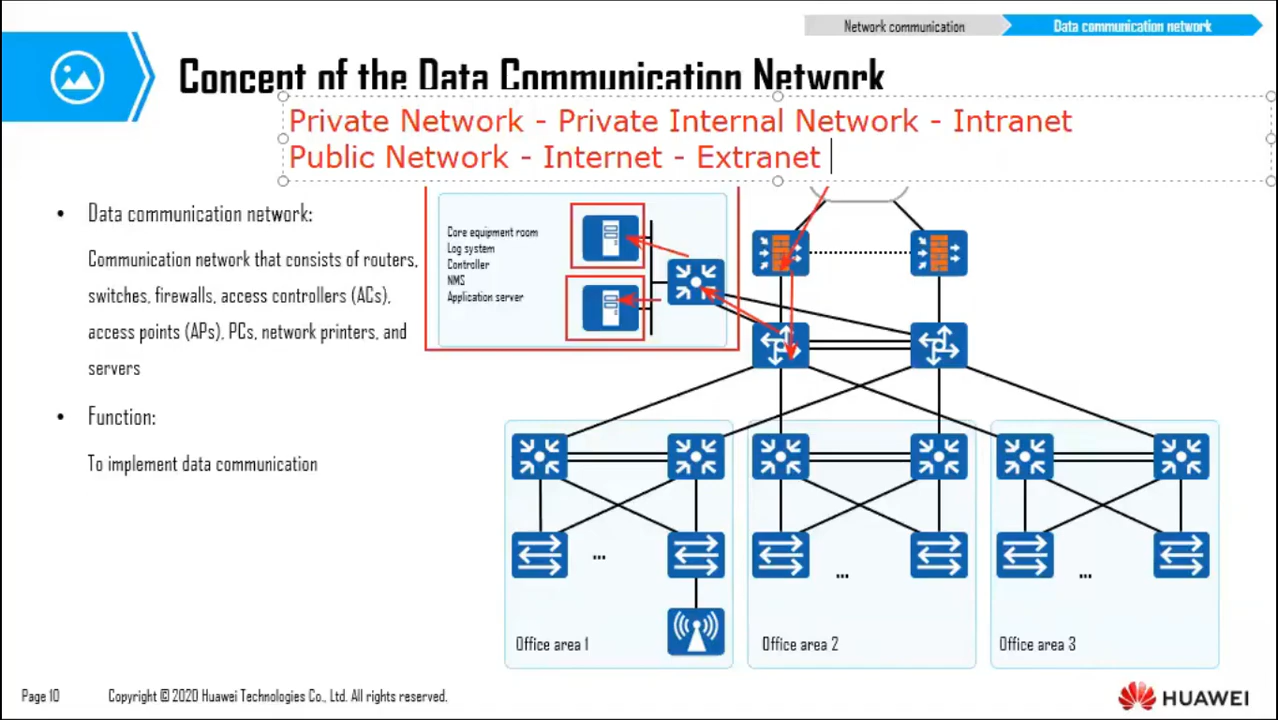 Network communication
Data communication network
Concept of the Data Communication Network
Private Network - Private Internal Network - Intranet
Public Network - Internet - Extranet
• Data communication network:
Communication network that consists of routers,
switches, firewalls, access controllers (ACs),
access points (APs), PCs, network printers, and
servers
• Function:
To implement data communication
Core equipment room
Log system
Controller
NMS
Application server
...
...
...
Office area 1
Office area 2
Office area 3
Page 10
Copyright © 2020 Huawei Technologies Co., Ltd. All rights reserved.
HUAWEI